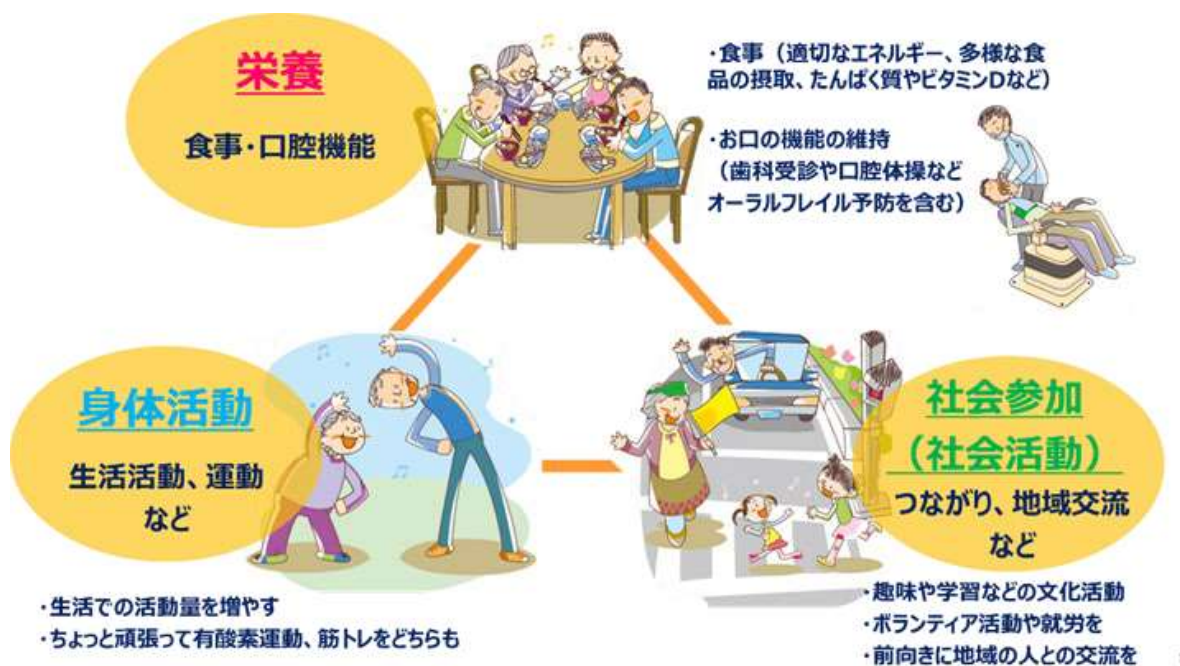 栄養
食事・口腔機能
・食事（適切なエネルギー、多様な食
品の摂取、たんぱく質やビタミンDなど）
・お口の機能の維持
（歯科受診や口腔体操など
オーラルフレイル予防を含む）
身体活動
生活活動、運動
など
・生活での活動量を増やす
・ちょっと頑張って有酸素運動、筋トレをどちらも
社会参加
（社会活動）
つながり、地域交流
など
・趣味や学習などの文化活動
・ボランティア活動や就労を
・前向きに地域の人との交流を